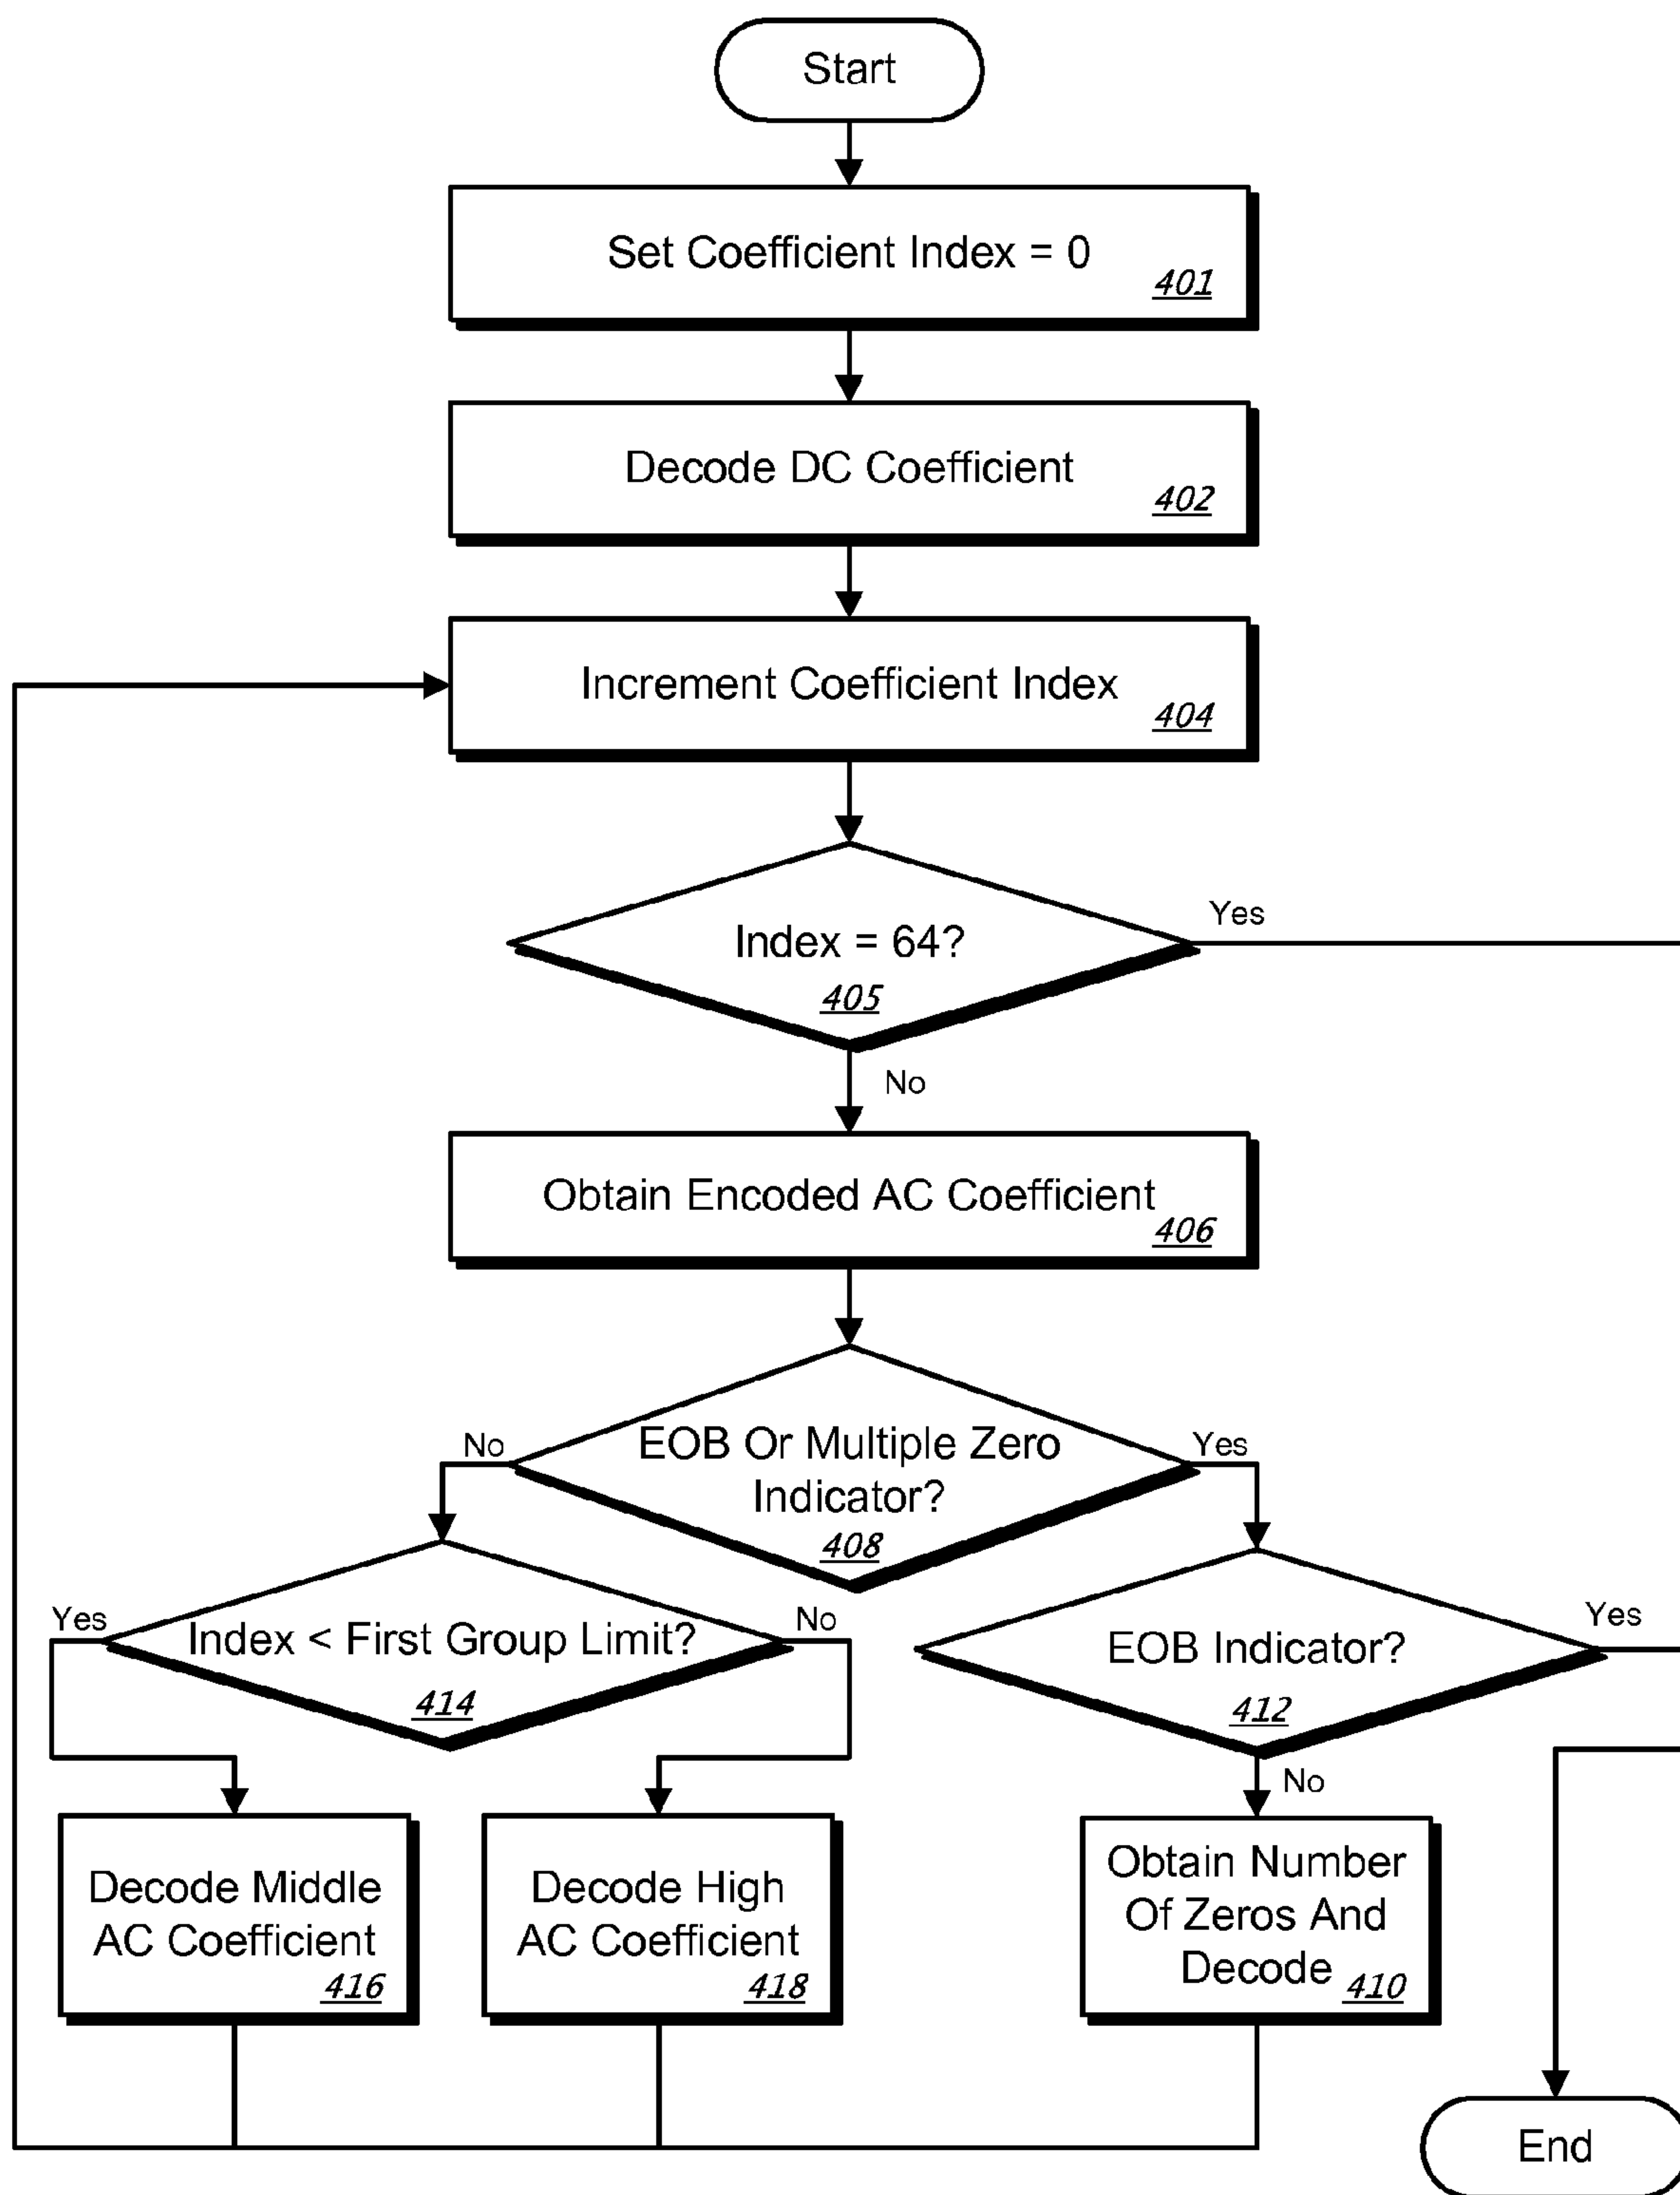 Start
Set Coefficient Index = 0
401
Decode DC Coefficient
402
Increment Coefficient Index
404
Index = 64?
405
Yes
No
Obtain Encoded AC Coefficient
406
EOB Or Multiple Zero
Indicator?
408
No
Yes
Index < First Group Limit?
414
Yes
No
EOB Indicator?
412
Yes
No
Decode Middle
AC Coefficient
416
Decode High
AC Coefficient
418
Obtain Number
Of Zeros And
Decode
410
End